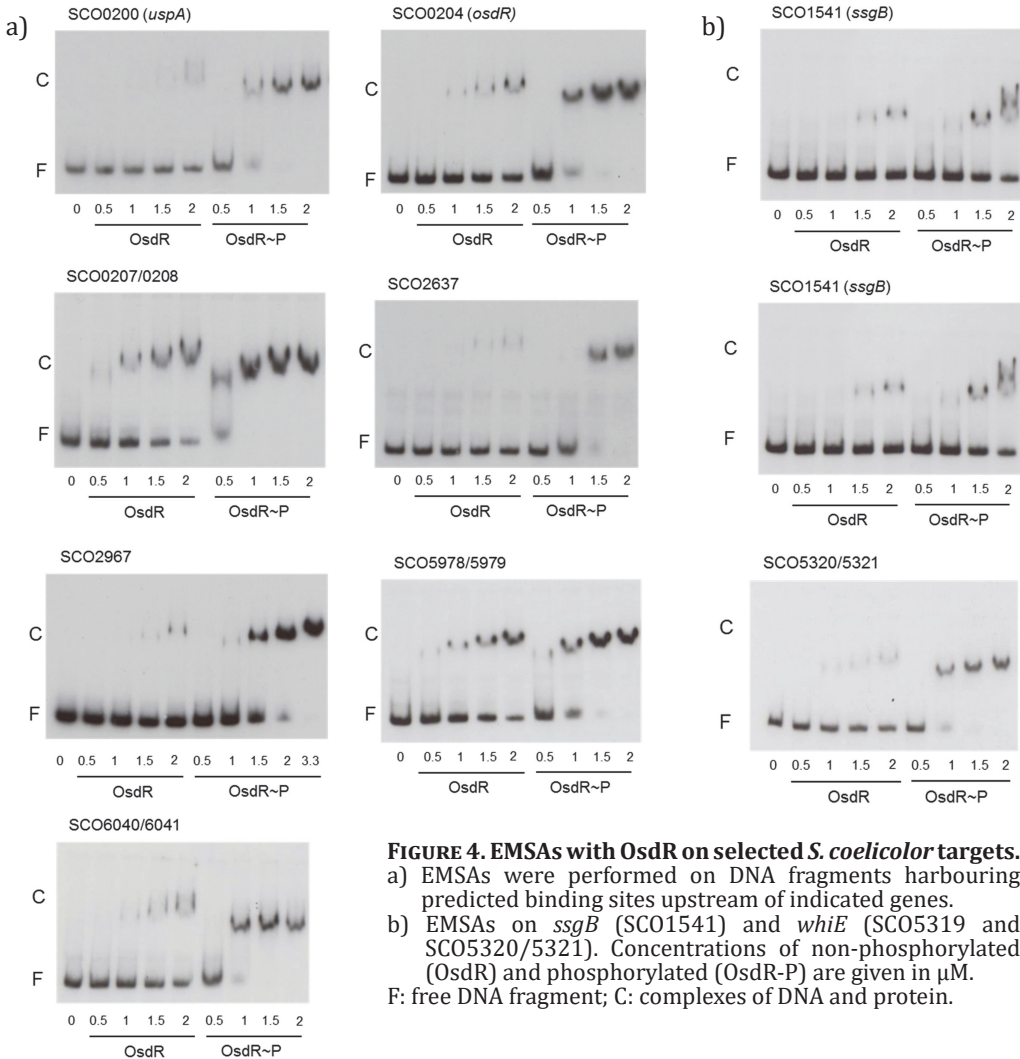 a)
SCO0200 (uspA)
C
F
0 0.5 1 1.5 2 0.5 1 1.5 2
OsdR OsdR~P
SCO0204 (osdR)
C
F
0 0.5 1 1.5 2 0.5 1 1.5 2
OsdR OsdR~P
b)
SCO1541 (ssgB)
C
F
0 0.5 1 1.5 2 0.5 1 1.5 2
OsdR OsdR~P
SCO0207/0208
C
F
0 0.5 1 1.5 2 0.5 1 1.5 2
OsdR OsdR~P
SCO2637
C
F
0 0.5 1 1.5 2 0.5 1 1.5 2
OsdR OsdR~P
SCO1541 (ssgB)
C
F
0 0.5 1 1.5 2 0.5 1 1.5 2
OsdR OsdR~P
SCO2967
C
F
0 0.5 1 1.5 2 0.5 1 1.5 2 3.3
OsdR OsdR~P
SCO5978/5979
C
F
0 0.5 1 1.5 2 0.5 1 1.5 2
OsdR OsdR~P
SCO5320/5321
C
F
0 0.5 1 1.5 2 0.5 1 1.5 2
OsdR OsdR~P
SCO6040/6041
C
F
0 0.5 1 1.5 2 0.5 1 1.5 2
OsdR OsdR~P
FIGURE 4. EMSAs with OsdR on selected S. coelicolor targets.
a) EMSAs were performed on DNA fragments harbouring
predicted binding sites upstream of indicated genes.
b) EMSAs on ssgB (SCO1541) and whiE (SCO5319 and
SCO5320/5321). Concentrations of non-phosphorylated
(OsdR) and phosphorylated (OsdR-P) are given in μM.
F: free DNA fragment; C: complexes of DNA and protein.